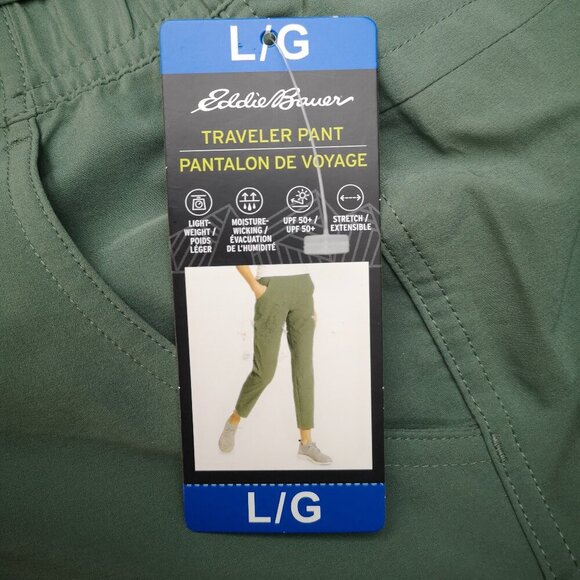 L/G
Eddie Bauer
TRAVELER PANT
PANTALON DE VOYAGE
LIGHT-
WEIGHT /
POIDS
LÉGER
MOISTURE-
WICKING /
ÉVACUATION
DE L'HUMIDITÉ
UPF 50+ /
UPF 50+
STRETCH /
EXTENSIBLE
L/G